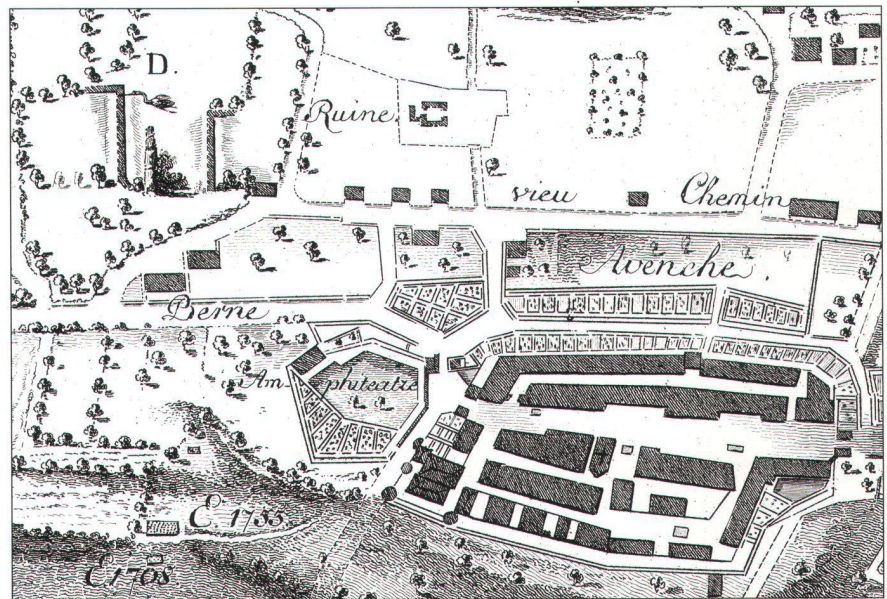 D.
Ruine.
vieu Chemin
Avenche.
Berne
Amphiteatre
E. 1755.
E. 1708